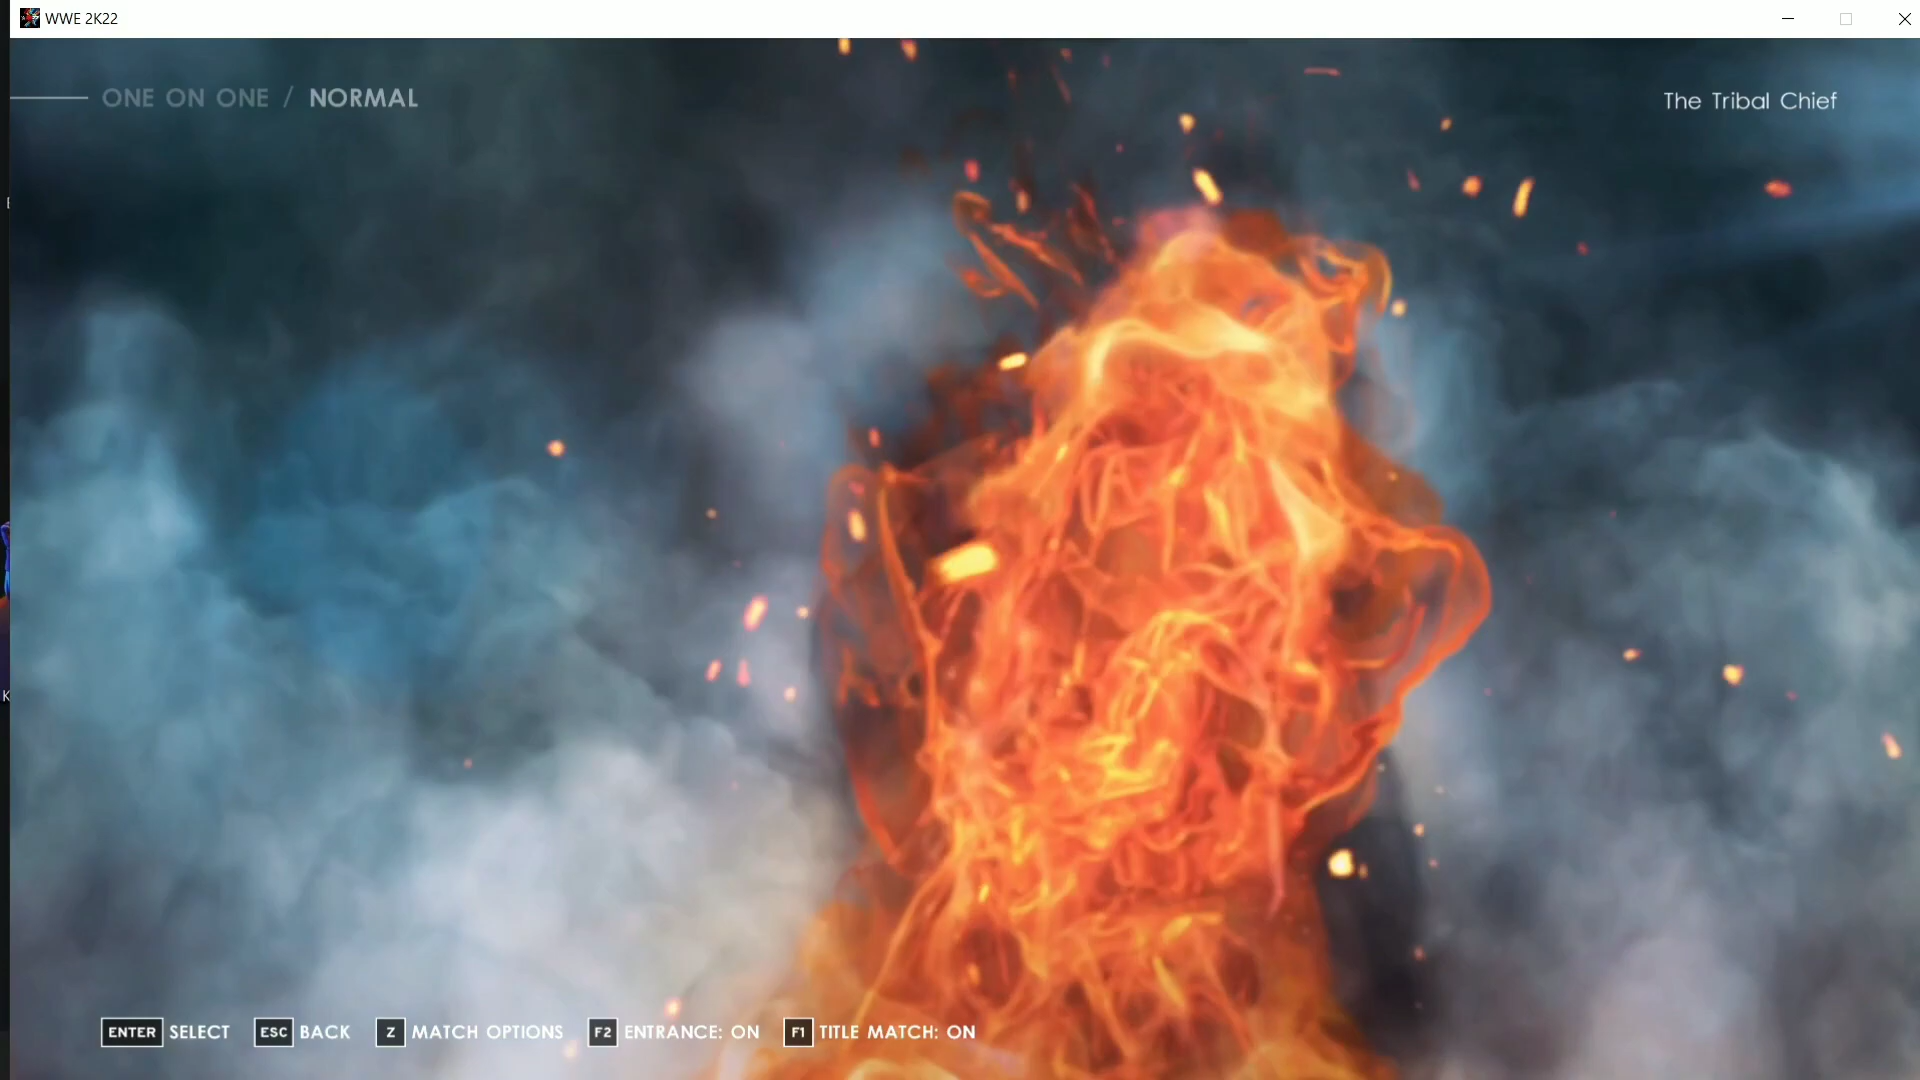 WWE 2K22
ONE ON ONE / NORMAL
The Tribal Chief
ENTER SELECT ESC BACK Z MATCH OPTIONS F2 ENTRANCE: ON F1 TITLE MATCH: ON